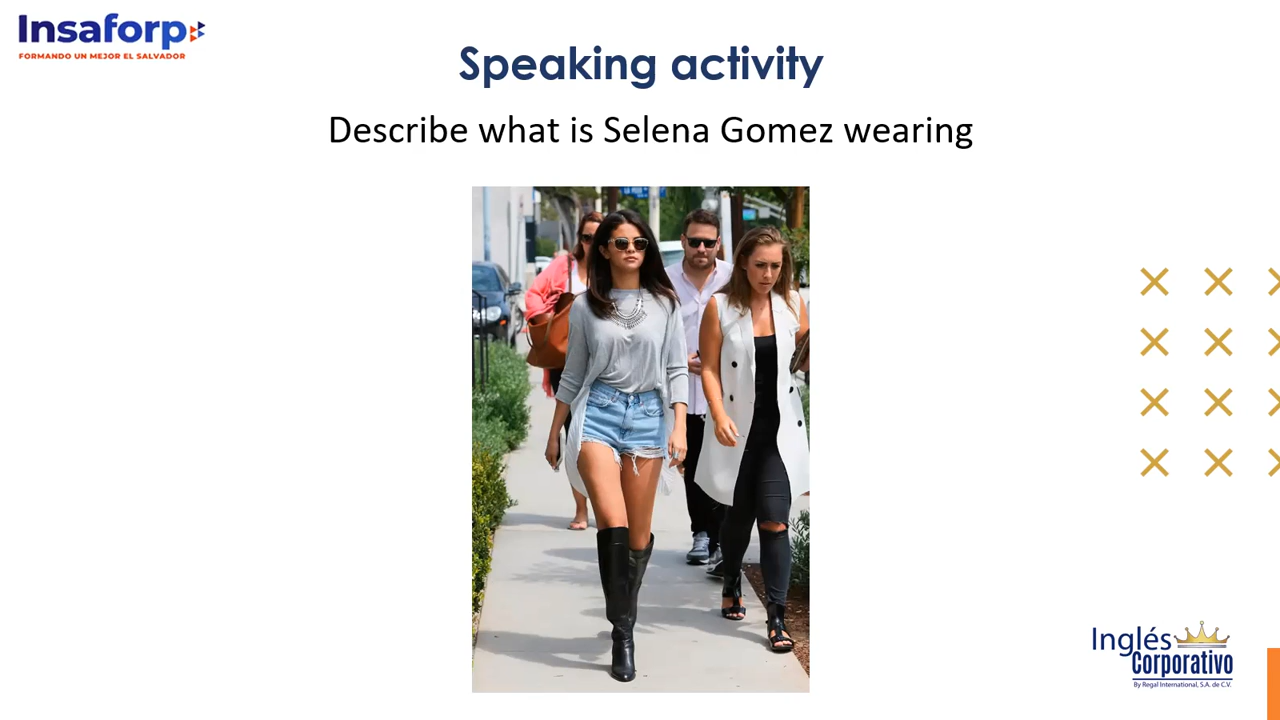 Insaforp
FORMANDO UN MEJOR EL SALVADOR
Speaking activity
Describe what is Selena Gomez wearing
Inglés
Corporativo
By Regal International, S.A. de C.V.